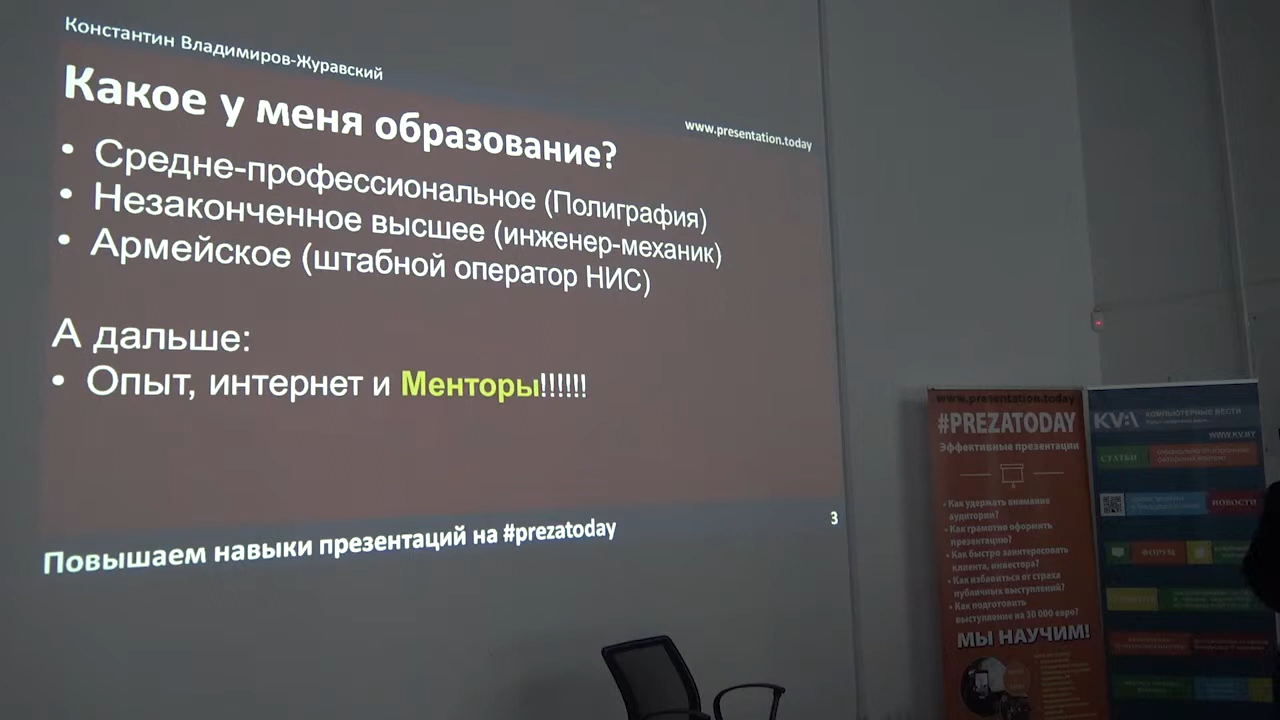 Константин Владимиров-Журавский
Какое у меня образование?
www.presentation.today
• Средне-профессиональное (Полиграфия)
• Незаконченное высшее (инженер-механик)
• Армейское (штабной оператор НИС)
А дальше:
• Опыт, интернет и Менторы!!!!!!
Повышаем навыки презентаций на #prezatoday
3
www.presentation.today
#PREZATODAY
Эффективные презентации
• Как удержать внимание
аудитории?
• Как грамотно оформить
презентацию?
• Как быстро заинтересовать
клиента, инвестора?
• Как избавиться от страха
публичных выступлений?
• Как подготовить
выступление на 30 000 евро?
МЫ НАУЧИМ!
KV:\ КОМПЬЮТЕРНЫЕ ВЕСТИ
WWW.KV.BY
СТАТЬИ
НОВОСТИ
ФОРУМ